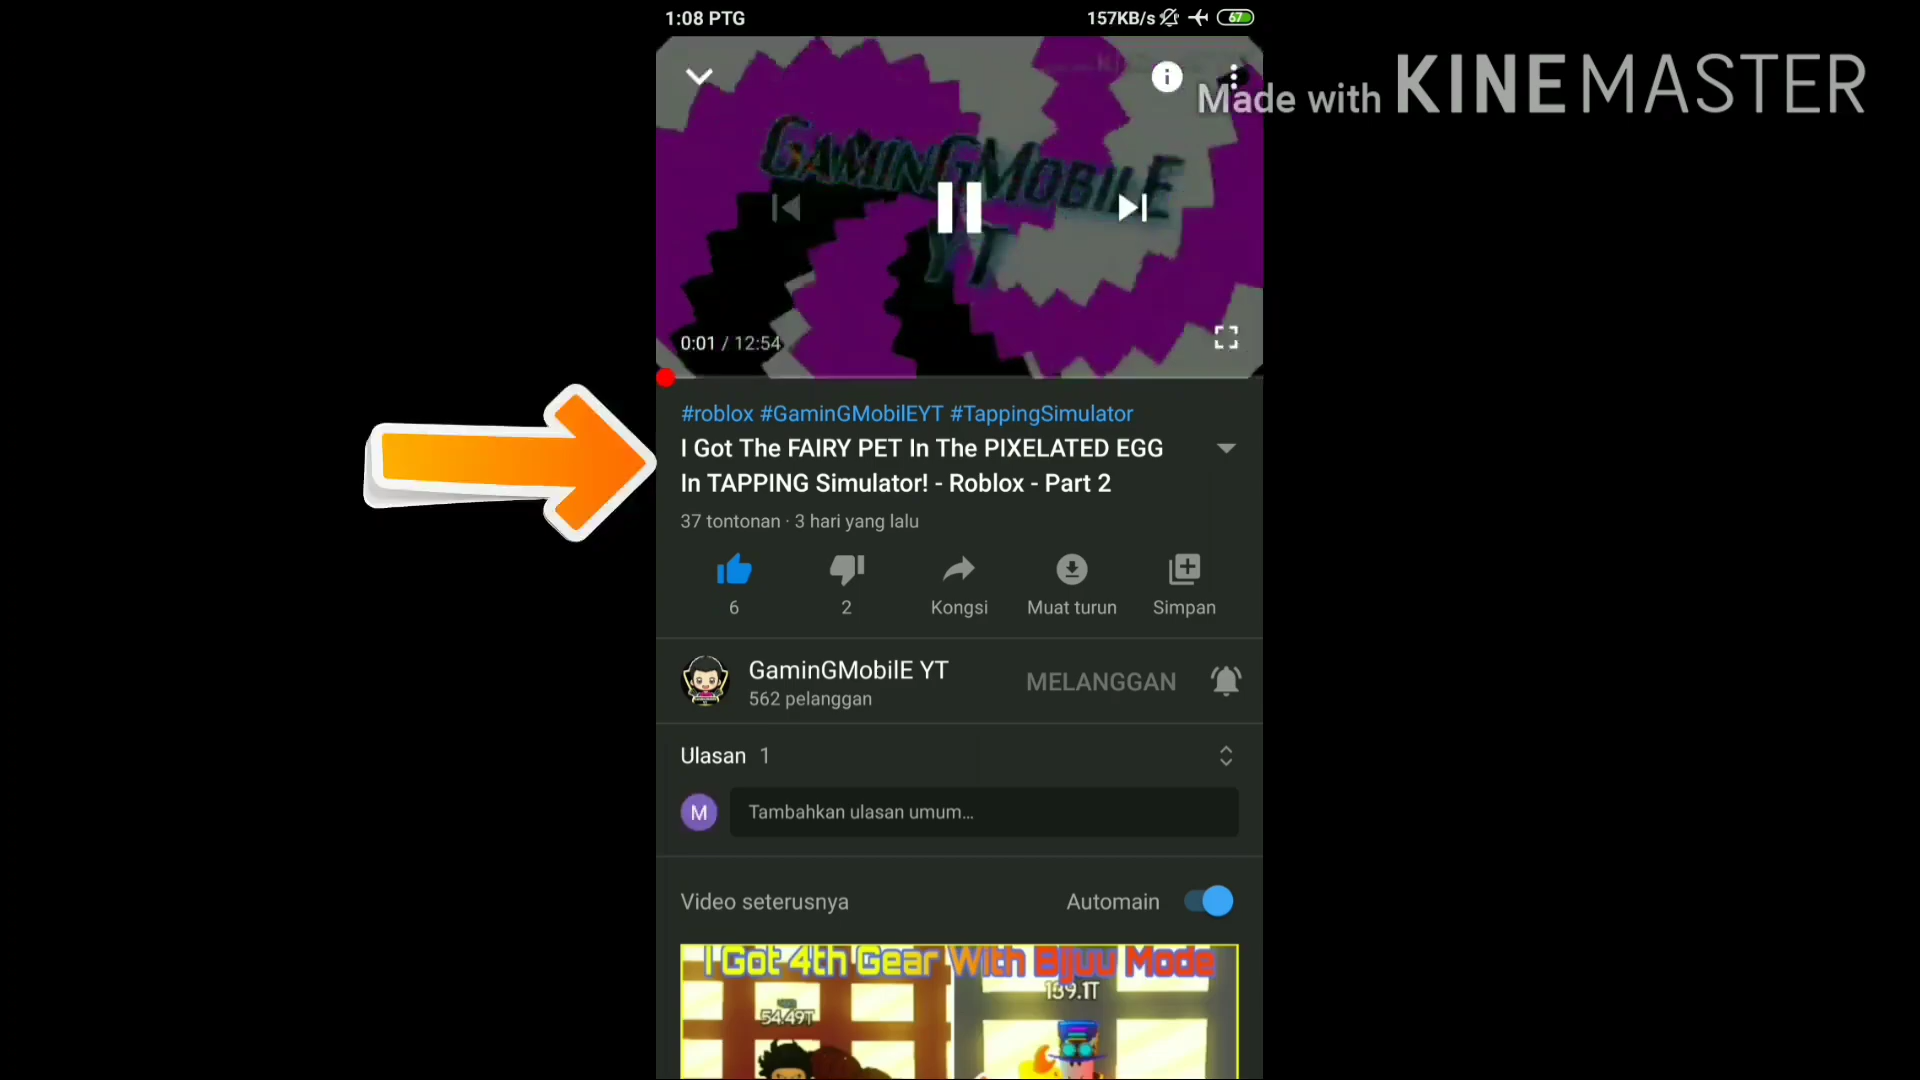 1:08 PTG
157KB/s
67
Made with KINEMASTER
GAMINGMOBILE
YT
0:01 / 12:54
#roblox #GaminGMobilEYT #TappingSimulator
I Got The FAIRY PET In The PIXELATED EGG
In TAPPING Simulator! - Roblox - Part 2
37 tontonan · 3 hari yang lalu
6
2
Kongsi
Muat turun
Simpan
GaminGMobilE YT
MELANGGAN
562 pelanggan
Ulasan 1
M
Tambahkan ulasan umum...
Video seterusnya
Automain
I Got 4th Gear With Bijuu Mode
139.1T
54.49T